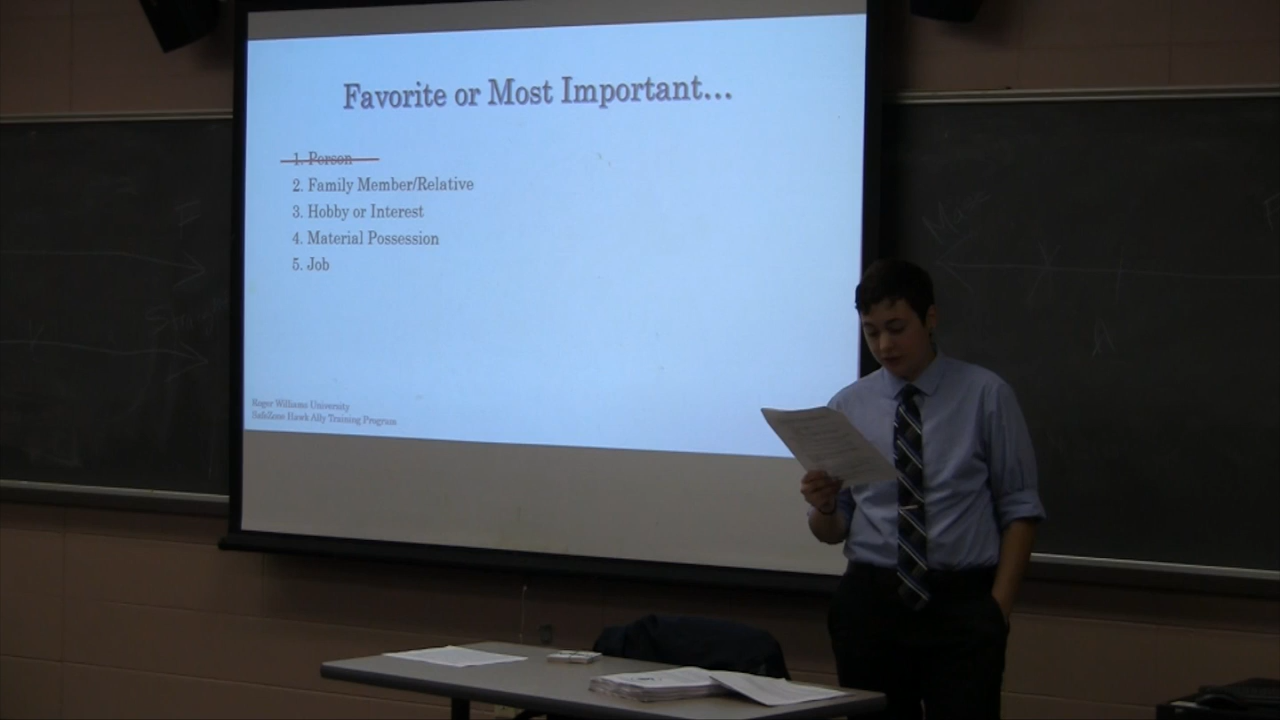 Favorite or Most Important...
1. Person
2. Family Member/Relative
3. Hobby or Interest
4. Material Possession
5. Job
Roger Williams University
SafeZone Hawk Ally Training Program